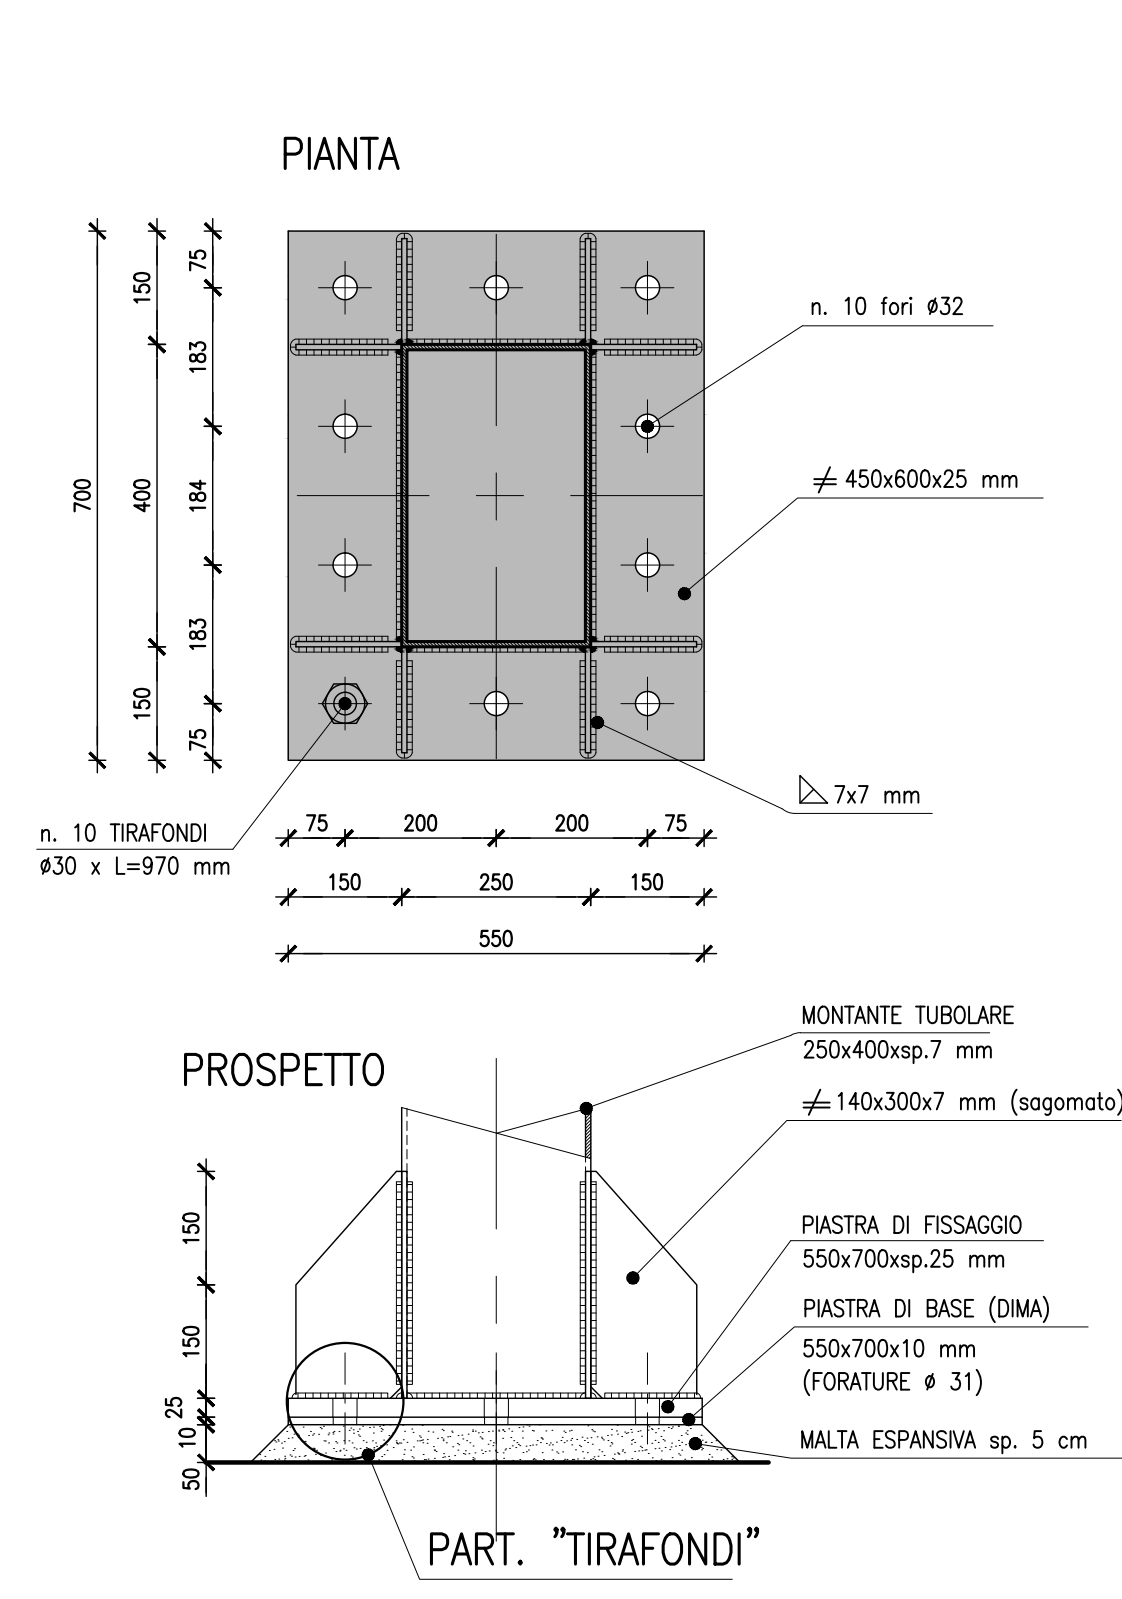 PIANTA
75
150
183
n. 10 fori ø32
700
400
184
≠ 450x600x25 mm
183
150
75
7x7 mm
n. 10 TIRAFONDI
ø30 x L=970 mm
75 200 200 75
150 250 150
550
MONTANTE TUBOLARE
250x400xsp.7 mm
PROSPETTO
≠ 140x300x7 mm (sagomato)
150
PIASTRA DI FISSAGGIO
550x700xsp.25 mm
150
PIASTRA DI BASE (DIMA)
550x700x10 mm
(FORATURE ø 31)
25
10
MALTA ESPANSIVA sp. 5 cm
50
PART. "TIRAFONDI"